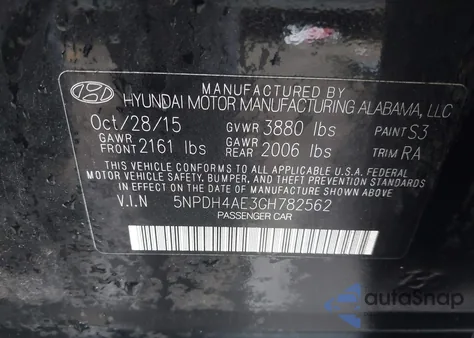 MANUFACTURED BY
HYUNDAI MOTOR MANUFACTURING ALABAMA, LLC
Oct/28/15 GVWR 3880 lbs PAINT S3
GAWR FRONT 2161 lbs GAWR REAR 2006 lbs TRIM RA
THIS VEHICLE CONFORMS TO ALL APPLICABLE U.S.A. FEDERAL
MOTOR VEHICLE SAFETY, BUMPER, AND THEFT PREVENTION STANDARDS
IN EFFECT ON THE DATE OF MANUFACTURE SHOWN ABOVE.
V.I.N 5NPDH4AE3GH782562
PASSENGER CAR
autoSnap